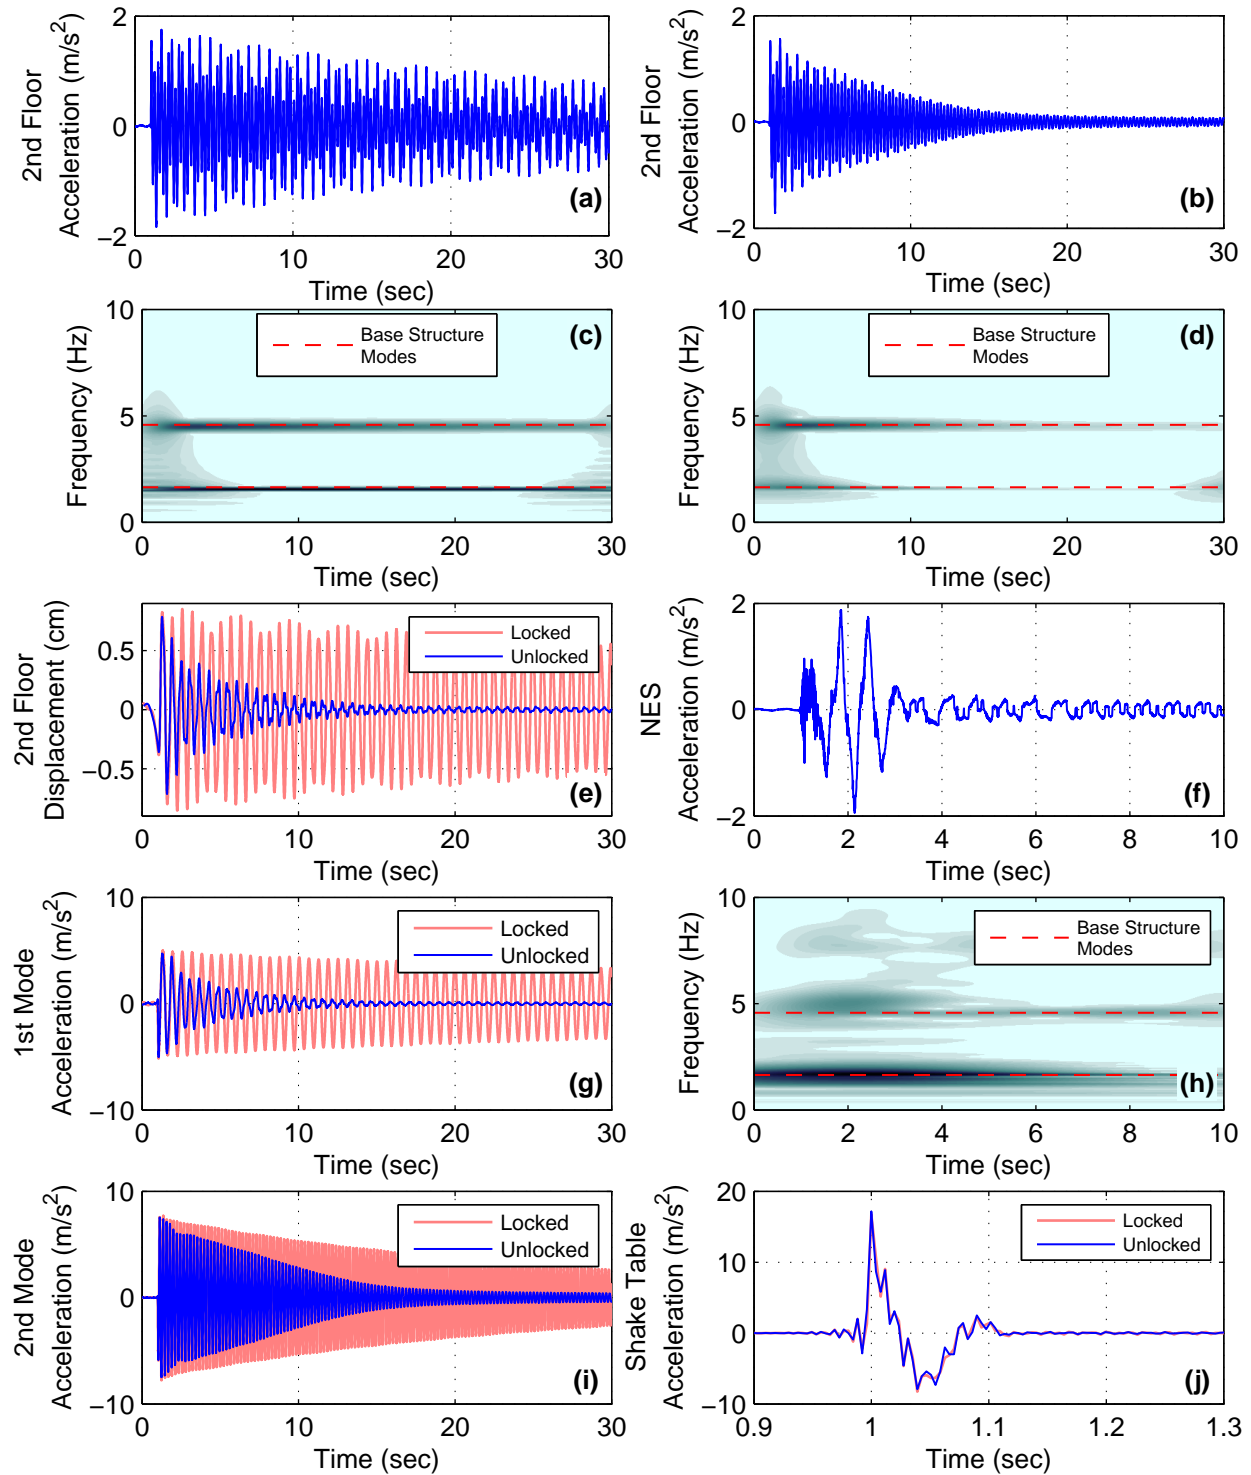 2nd Floor
Acceleration (m/s²)
2
0
−2
0
10
20
30
Time (sec)
(a)
2nd Floor
Acceleration (m/s²)
2
0
−2
0
10
20
30
Time (sec)
(b)
Frequency (Hz)
10
5
0
0
10
20
30
Time (sec)
Base Structure
Modes
(c)
Frequency (Hz)
10
5
0
0
10
20
30
Time (sec)
Base Structure
Modes
(d)
2nd Floor
Displacement (cm)
0.5
0
−0.5
0
10
20
30
Time (sec)
Locked
Unlocked
(e)
NES
Acceleration (m/s²)
2
0
−2
0
2
4
6
8
10
Time (sec)
(f)
1st Mode
Acceleration (m/s²)
10
0
−10
0
10
20
30
Time (sec)
Locked
Unlocked
(g)
Frequency (Hz)
10
5
0
0
2
4
6
8
10
Time (sec)
Base Structure
Modes
(h)
2nd Mode
Acceleration (m/s²)
10
0
−10
0
10
20
30
Time (sec)
Locked
Unlocked
(i)
Shake Table
Acceleration (m/s²)
20
10
0
−10
0.9
1
1.1
1.2
1.3
Time (sec)
Locked
Unlocked
(j)